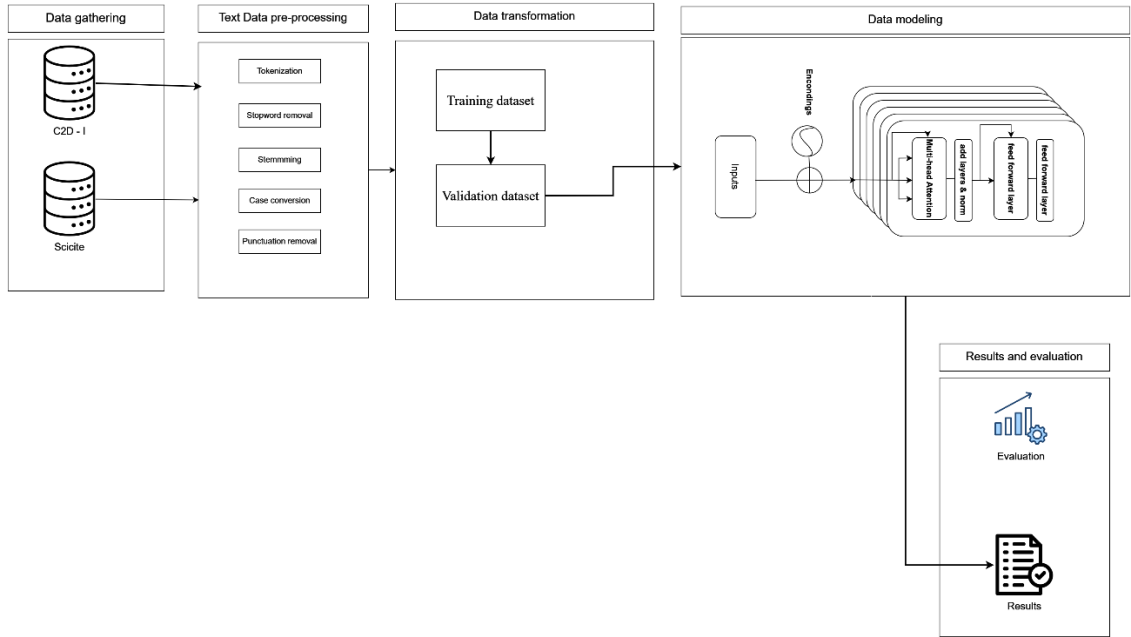 Data gathering
C2D - I
Scicite
Text Data pre-processing
Tokenization
Stopword removal
Stemmming
Case conversion
Punctuation removal
Data transformation
Training dataset
Validation dataset
Data modeling
Inputs
Encondings
Multi-head Attention
add layers & norm
feed forward layer
feed forward layer
Results and evaluation
Evaluation
Results